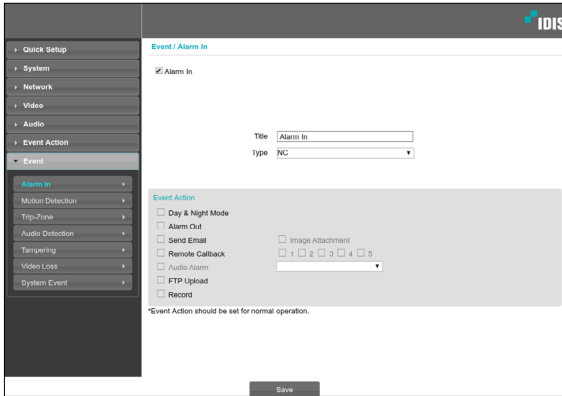 IDIS
Quick Setup
System
Network
Video
Audio
Event Action
Event
Alarm In
Motion Detection
Trip-Zone
Audio Detection
Tampering
Video Loss
System Event
Event / Alarm In
Alarm In
Title Alarm In
Type NC
Event Action
Day & Night Mode
Alarm Out
Send Email Image Attachment
Remote Callback 1 2 3 4 5
Audio Alarm
FTP Upload
Record
*Event Action should be set for normal operation.
Save